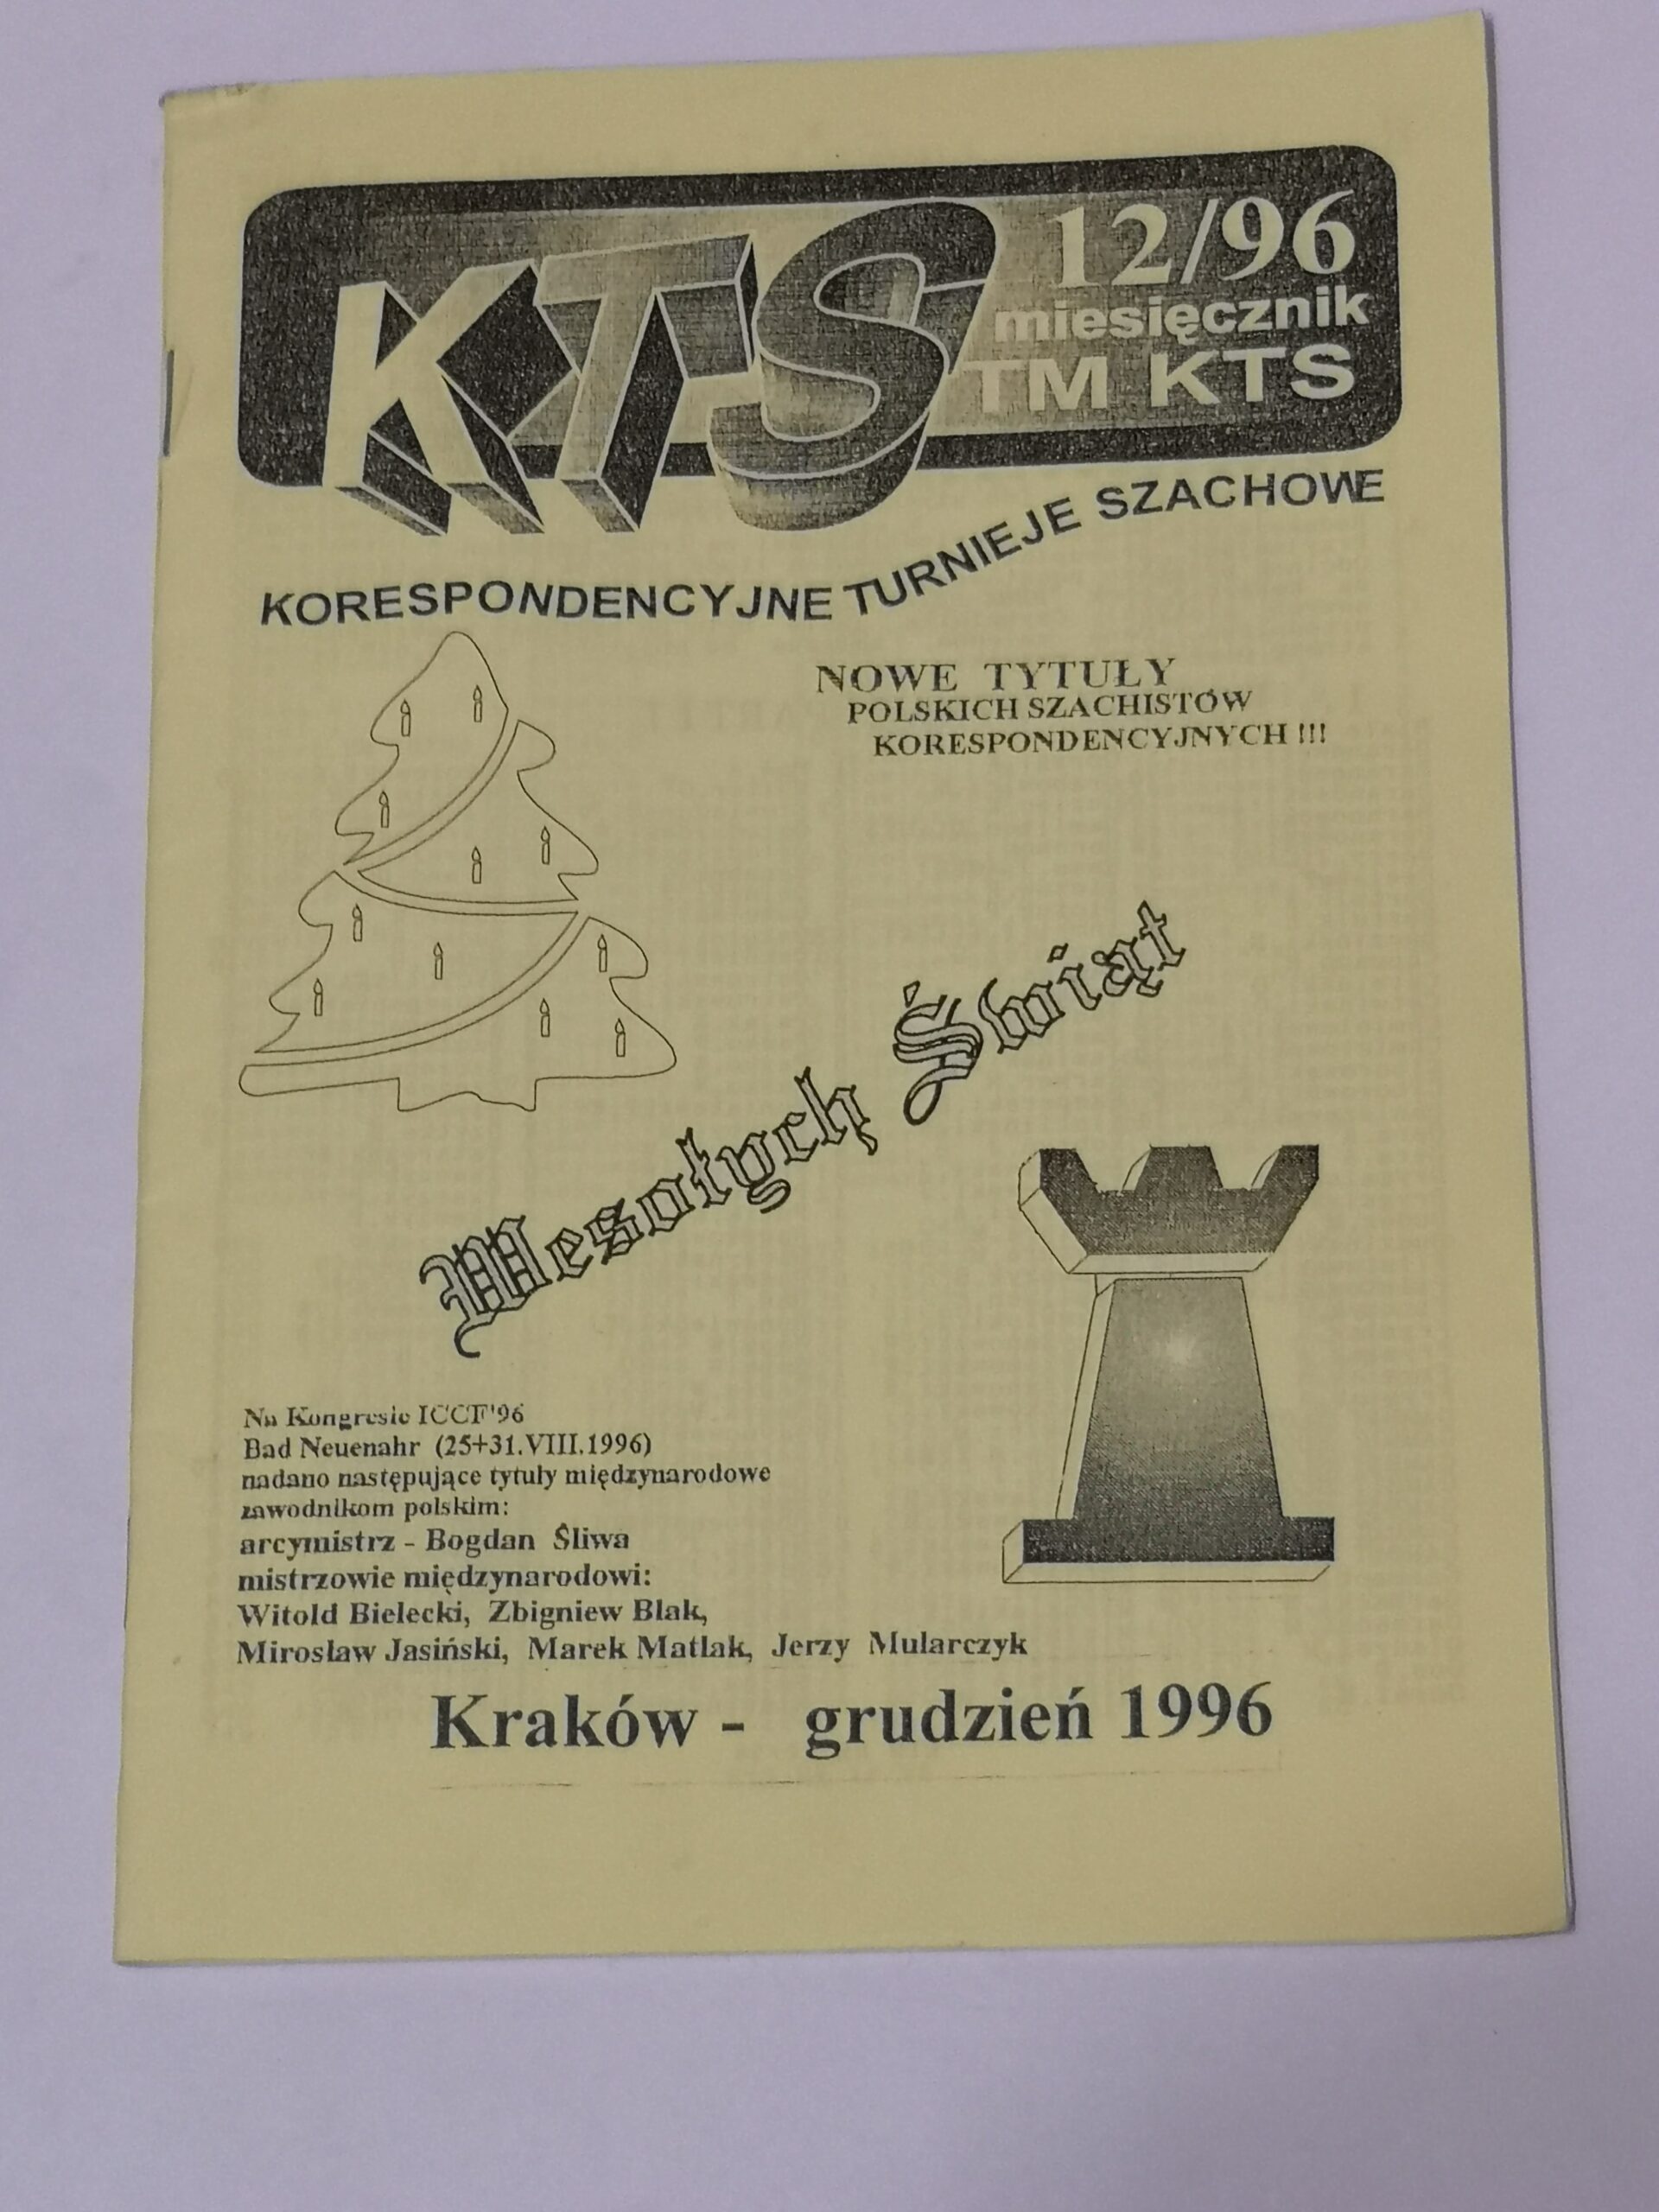 KTS
12/96
miesięcznik
TM KTS
KORESPONDENCYJNE TURNIEJE SZACHOWE
NOWE TYTUŁY
POLSKICH SZACHISTÓW
KORESPONDENCYJNYCH !!!
Wesołych Świąt
Na Kongresie ICCF'96
Bad Neuenahr (25+31.VIII.1996)
nadano następujące tytuły międzynarodowe
zawodnikom polskim:
arcymistrz - Bogdan Śliwa
mistrzowie międzynarodowi:
Witold Bielecki, Zbigniew Blak,
Mirosław Jasiński, Marek Matlak, Jerzy Mularczyk
Kraków - grudzień 1996